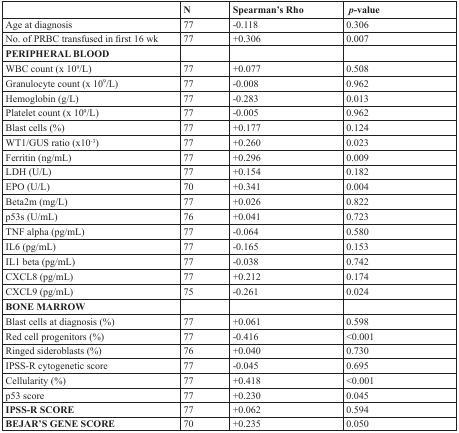 N Spearman's Rho p-value
Age at diagnosis 77 -0.118 0.306
No. of PRBC transfused in first 16 wk 77 +0.306 0.007
PERIPHERAL BLOOD
WBC count (x 10⁹/L) 77 +0.077 0.508
Granulocyte count (x 10⁹/L) 77 -0.008 0.962
Hemoglobin (g/L) 77 -0.283 0.013
Platelet count (x 10⁹/L) 77 -0.005 0.962
Blast cells (%) 77 +0.177 0.124
WT1/GUS ratio (x10⁻³) 77 +0.260 0.023
Ferritin (ng/mL) 77 +0.296 0.009
LDH (U/L) 77 +0.154 0.182
EPO (U/L) 70 +0.341 0.004
Beta2m (mg/L) 77 +0.026 0.822
p53s (U/mL) 76 +0.041 0.723
TNF alpha (pg/mL) 77 -0.064 0.580
IL6 (pg/mL) 77 -0.165 0.153
IL1 beta (pg/mL) 77 -0.038 0.742
CXCL8 (pg/mL) 77 +0.212 0.174
CXCL9 (pg/mL) 75 -0.261 0.024
BONE MARROW
Blast cells at diagnosis (%) 77 +0.061 0.598
Red cell progenitors (%) 77 -0.416 <0.001
Ringed sideroblasts (%) 76 +0.040 0.730
IPSS-R cytogenetic score 77 -0.045 0.695
Cellularity (%) 77 +0.418 <0.001
p53 score 77 +0.230 0.045
IPSS-R SCORE 77 +0.062 0.594
BEJAR'S GENE SCORE 70 +0.235 0.050